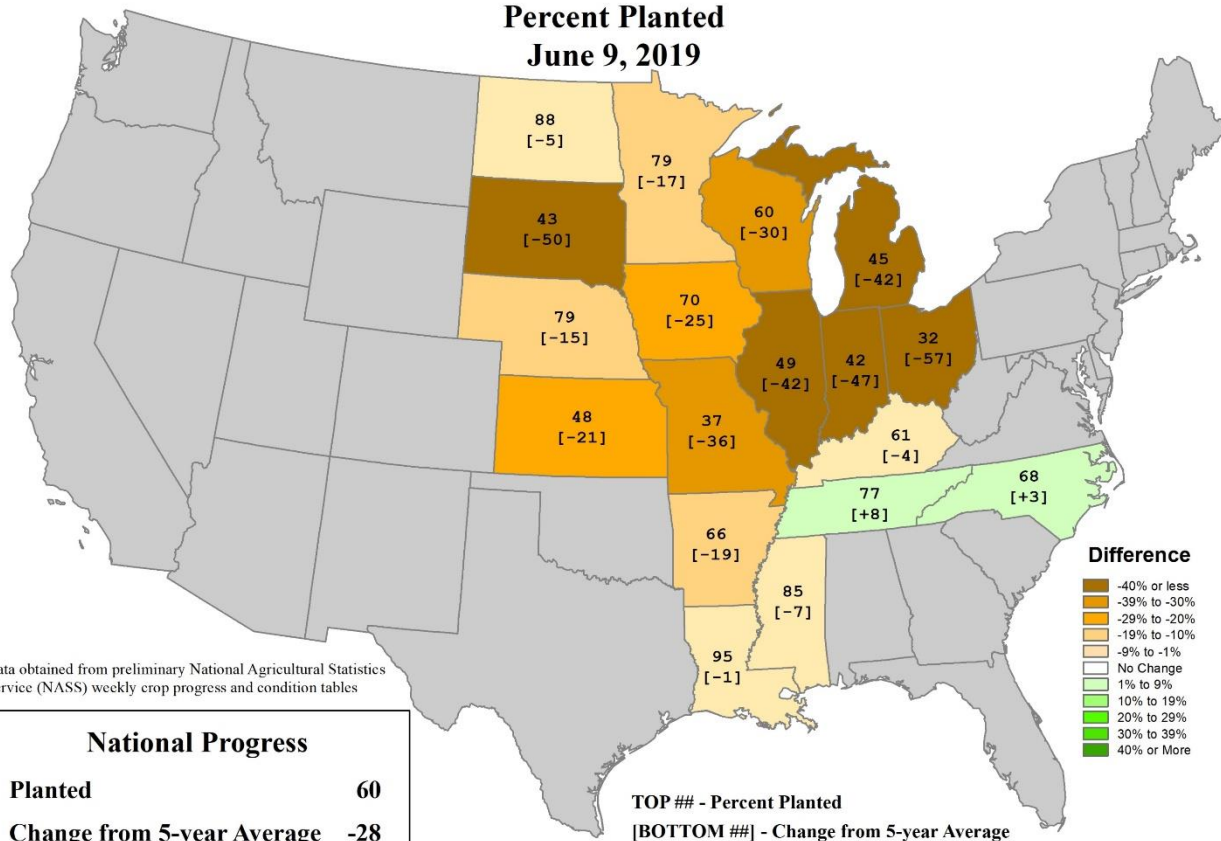 Percent Planted
June 9, 2019
88
[-5]
79
[-17]
43
[-50]
60
[-30]
45
[-42]
79
[-15]
70
[-25]
49
[-42]
42
[-47]
32
[-57]
48
[-21]
37
[-36]
61
[-4]
77
[+8]
68
[+3]
66
[-19]
85
[-7]
95
[-1]
Difference
-40% or less
-39% to -30%
-29% to -20%
-19% to -10%
-9% to -1%
No Change
1% to 9%
10% to 19%
20% to 29%
30% to 39%
40% or More
ata obtained from preliminary National Agricultural Statistics
ervice (NASS) weekly crop progress and condition tables
National Progress
Planted 60
Change from 5-year Average -28
TOP ## - Percent Planted
[BOTTOM ##] - Change from 5-year Average